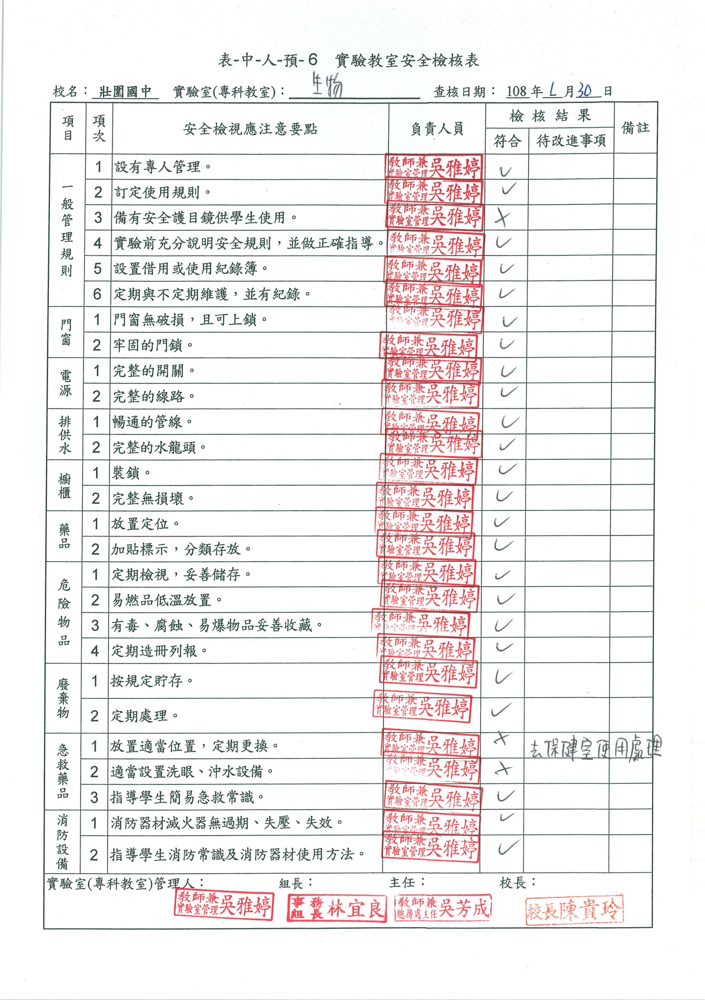 表-中-人-預-6 實驗教室安全檢核表
校名：壯圍國中 實驗室(專科教室)：生物 查核日期：108年 月30日
項目 項次 安全檢視應注意要點 負責人員 檢核結果 備註
符合 待改進事項
一般管理規則
1 設有專人管理。 教師兼實驗室管理吳雅婷 ✓
2 訂定使用規則。 教師兼實驗室管理吳雅婷 ✓
3 備有安全護目鏡供學生使用。 教師兼實驗室管理吳雅婷 ✗
4 實驗前充分說明安全規則，並做正確指導。 教師兼實驗室管理吳雅婷 ✓
5 設置借用或使用紀錄簿。 教師兼實驗室管理吳雅婷 ✓
6 定期與不定期維護，並有紀錄。 教師兼實驗室管理吳雅婷 ✓
門窗
1 門窗無破損，且可上鎖。 教師兼實驗室管理吳雅婷 ✓
2 牢固的門鎖。 教師兼實驗室管理吳雅婷 ✓
電源
1 完整的開關。 教師兼實驗室管理吳雅婷 ✓
2 完整的線路。 教師兼實驗室管理吳雅婷 ✓
排供水
1 暢通的管線。 教師兼實驗室管理吳雅婷 ✓
2 完整的水龍頭。 教師兼實驗室管理吳雅婷 ✓
櫥櫃
1 裝鎖。 教師兼實驗室管理吳雅婷 ✓
2 完整無損壞。 教師兼實驗室管理吳雅婷 ✓
藥品
1 放置定位。 教師兼實驗室管理吳雅婷 ✓
2 加貼標示，分類存放。 教師兼實驗室管理吳雅婷 ✓
危險物品
1 定期檢視，妥善儲存。 教師兼實驗室管理吳雅婷 ✓
2 易燃品低溫放置。 教師兼實驗室管理吳雅婷 ✓
3 有毒、腐蝕、易爆物品妥善收藏。 教師兼實驗室管理吳雅婷 ✓
4 定期造冊列報。 教師兼實驗室管理吳雅婷 ✓
廢棄物
1 按規定貯存。 教師兼實驗室管理吳雅婷 ✓
2 定期處理。 教師兼實驗室管理吳雅婷 ✓
急救藥品
1 放置適當位置，定期更換。 教師兼實驗室管理吳雅婷 ✗ 去保健室使用處理
2 適當設置洗眼、沖水設備。 教師兼實驗室管理吳雅婷 ✗
3 指導學生簡易急救常識。 教師兼實驗室管理吳雅婷 ✓
消防設備
1 消防器材滅火器無過期、失壓、失效。 教師兼實驗室管理吳雅婷 ✓
2 指導學生消防常識及消防器材使用方法。 教師兼實驗室管理吳雅婷 ✓
實驗室(專科教室)管理人： 組長： 主任： 校長：
教師兼實驗室管理吳雅婷 事務組長林宜良 教師兼總務處主任吳芳成 校長陳貴玲